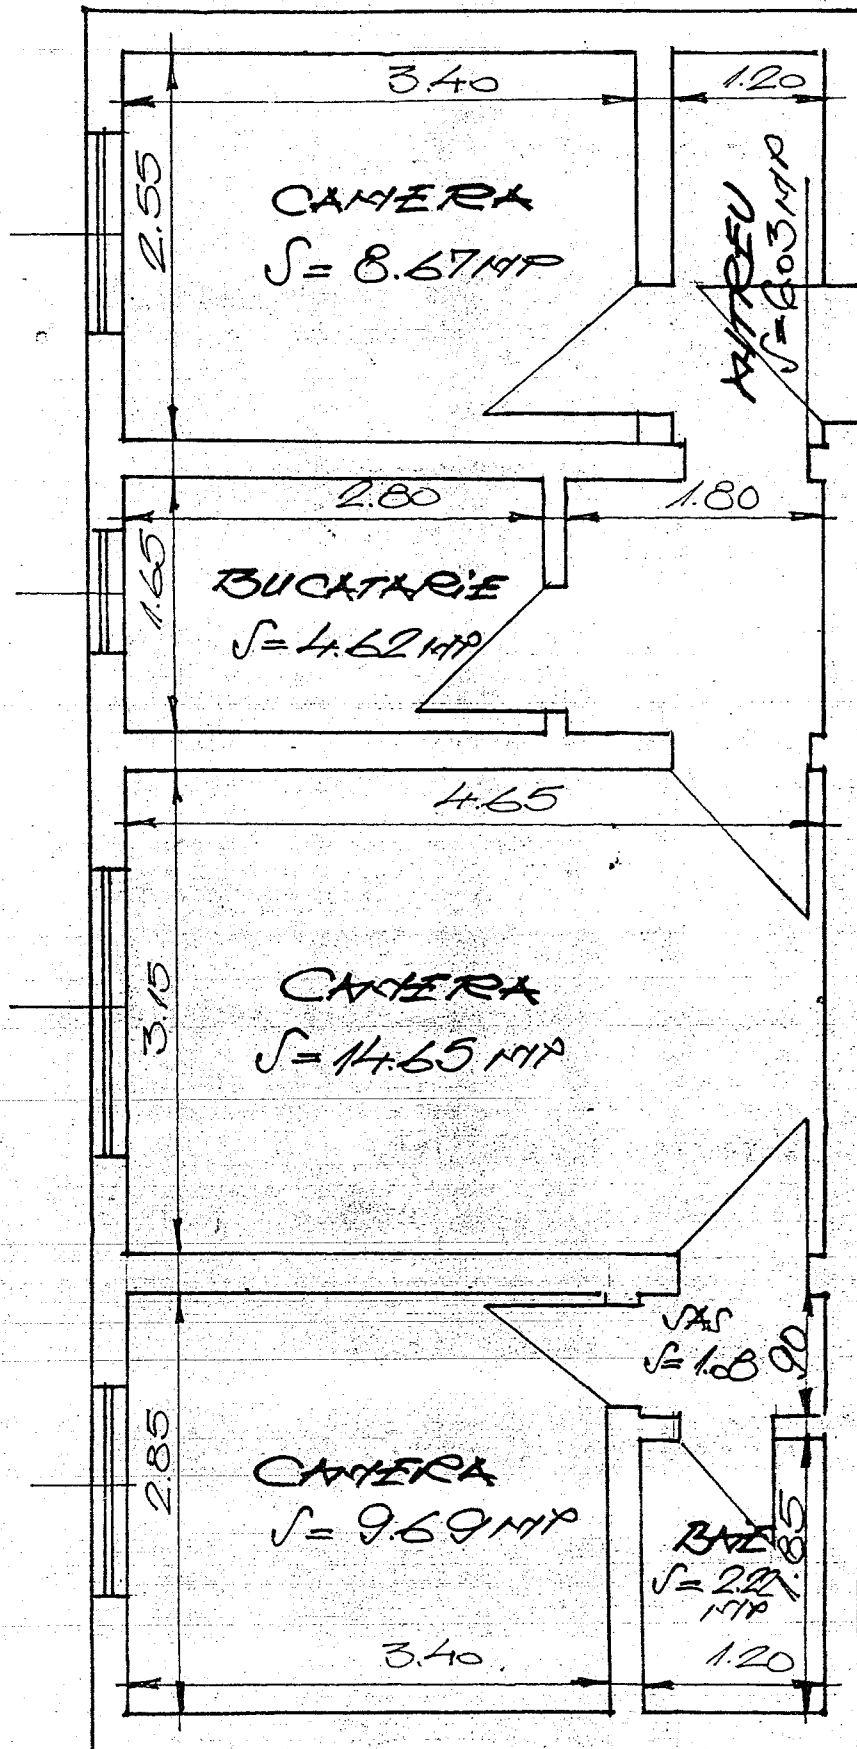 3.40
1.20
2.55
CAMERA
S= 8.67 MP
ANTREU
S=6.03 MP
2.80
1.80
1.65
BUCATARiE
S= 4.62 MP
4.65
3.15
CAMERA
S= 14.65 MP
SAS
S= 1.08
90
2.85
CAMERA
S= 9.69 MP
BAIE
S= 2.22
MP
1.85
3.40
1.20